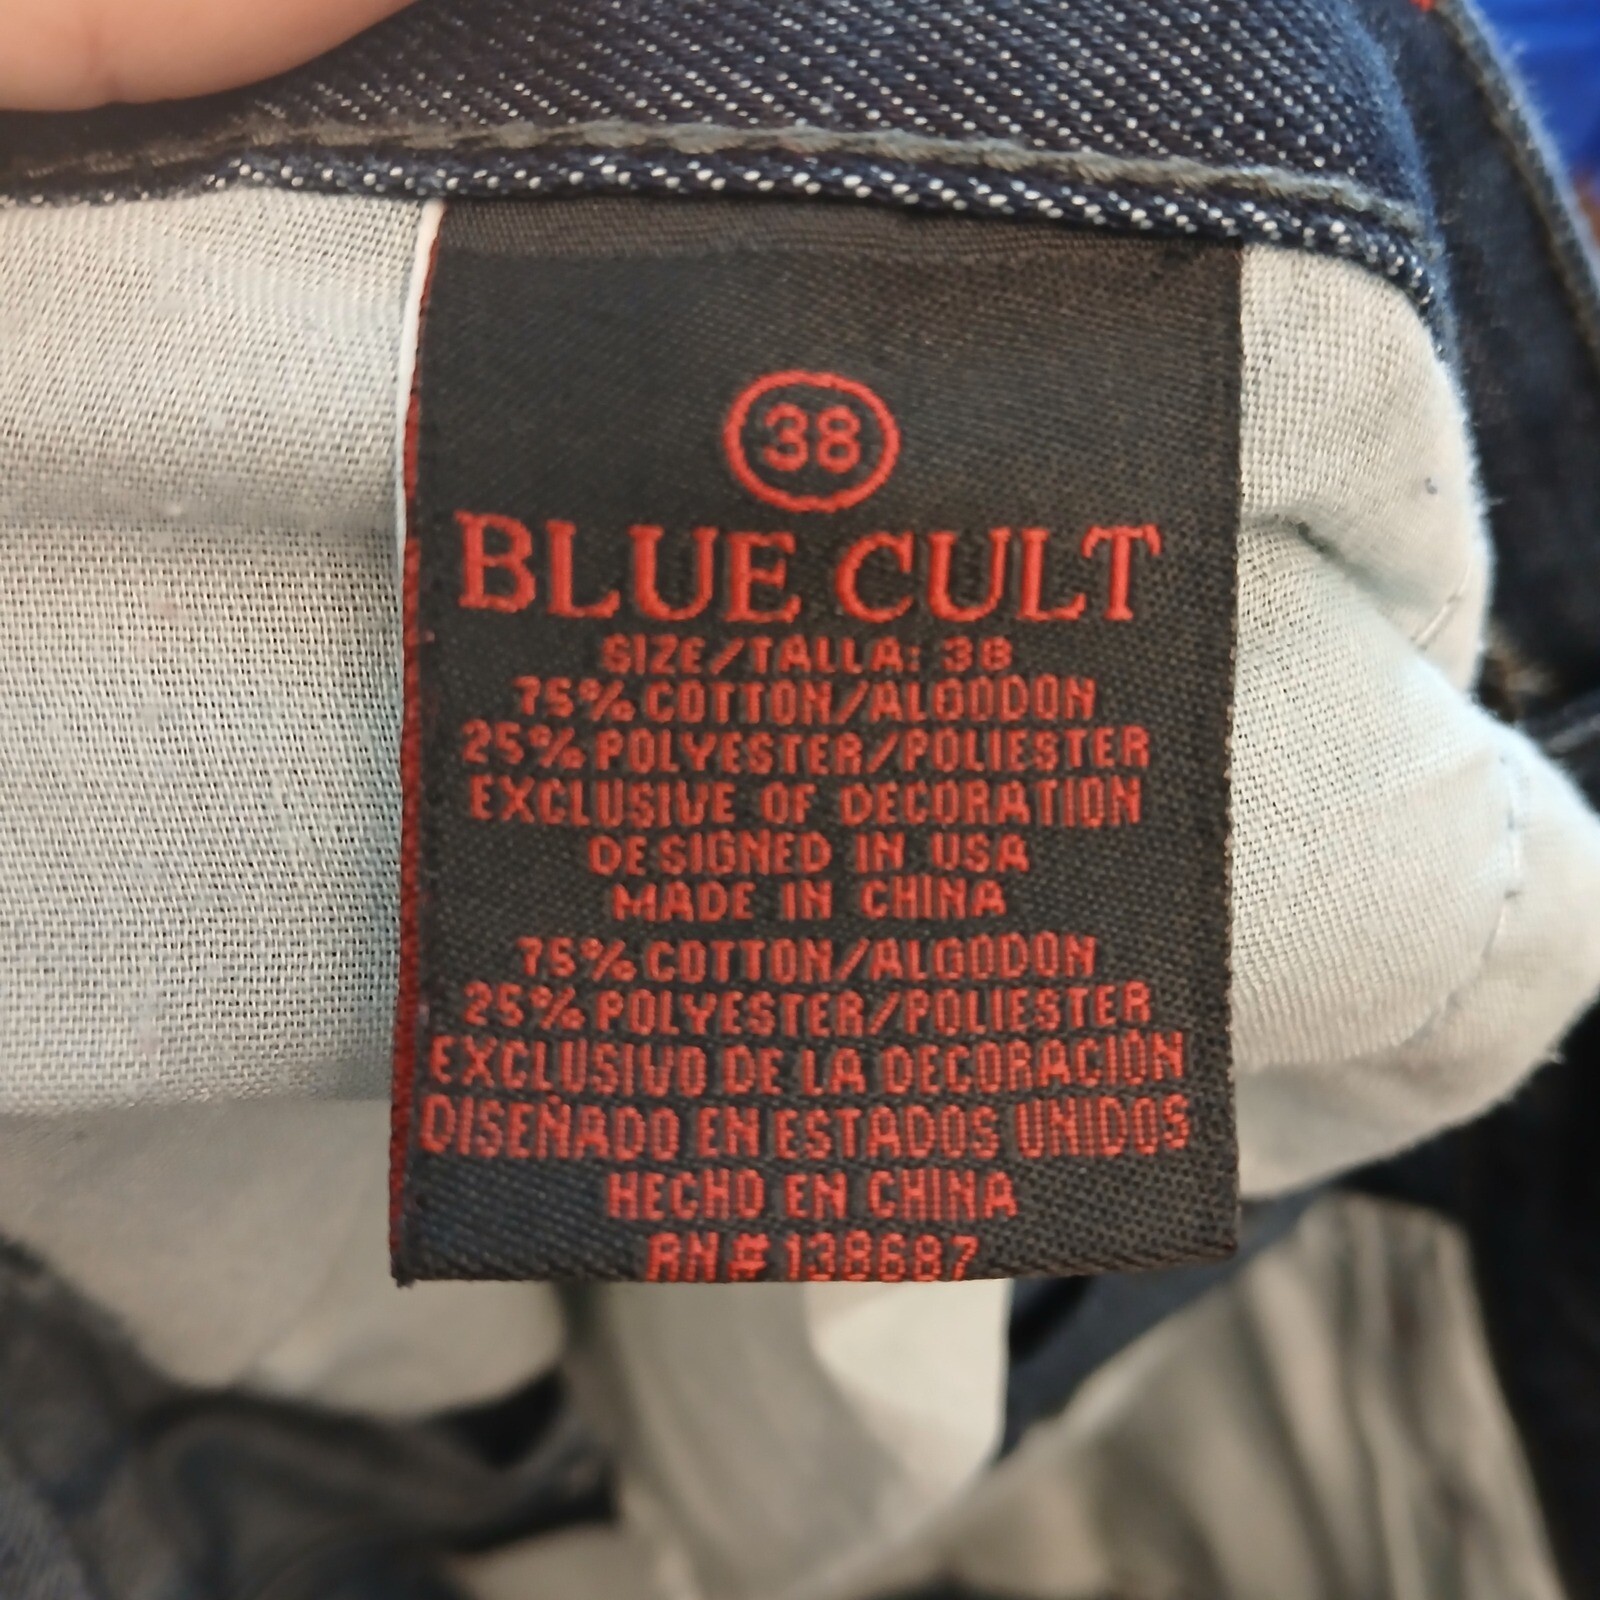 38
BLUE CULT
SIZE/TALLA: 38
75% COTTON/ALGODON
25% POLYESTER/POLIESTER
EXCLUSIVE OF DECORATION
DESIGNED IN USA
MADE IN CHINA
75% COTTON/ALGODON
25% POLYESTER/POLIESTER
EXCLUSIVO DE LA DECORACIÓN
DISEÑADO EN ESTADOS UNIDOS
HECHO EN CHINA
RN# 138687